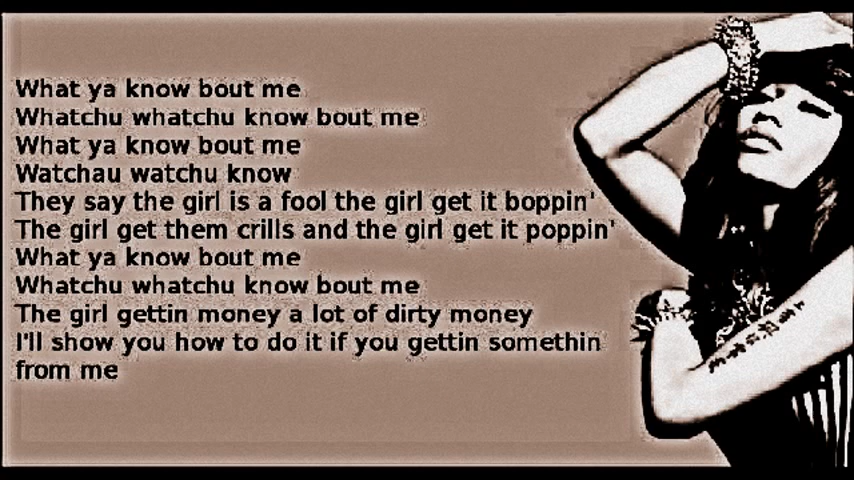 What ya know bout me
Whatchu whatchu know bout me
What ya know bout me
Watchau watchu know
They say the girl is a fool the girl get it boppin'
The girl get them crills and the girl get it poppin'
What ya know bout me
Whatchu whatchu know bout me
The girl gettin money a lot of dirty money
I'll show you how to do it if you gettin somethin
from me